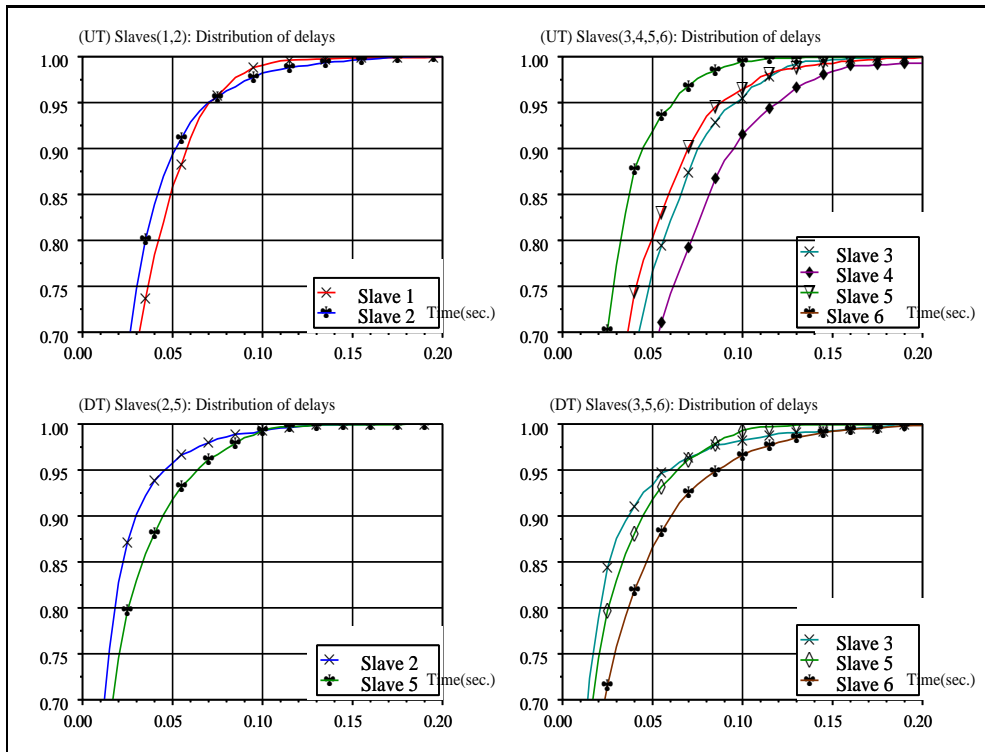 (UT) Slaves(1,2): Distribution of delays
1.00
0.95
0.90
0.85
0.80
0.75
0.70
Slave 1
Slave 2
Time(sec.)
0.00 0.05 0.10 0.15 0.20
(UT) Slaves(3,4,5,6): Distribution of delays
1.00
0.95
0.90
0.85
0.80
0.75
0.70
Slave 3
Slave 4
Slave 5
Slave 6
Time(sec.)
0.00 0.05 0.10 0.15 0.20
(DT) Slaves(2,5): Distribution of delays
1.00
0.95
0.90
0.85
0.80
0.75
0.70
Slave 2
Slave 5
Time(sec.)
0.00 0.05 0.10 0.15 0.20
(DT) Slaves(3,5,6): Distribution of delays
1.00
0.95
0.90
0.85
0.80
0.75
0.70
Slave 3
Slave 5
Slave 6
Time(sec.)
0.00 0.05 0.10 0.15 0.20